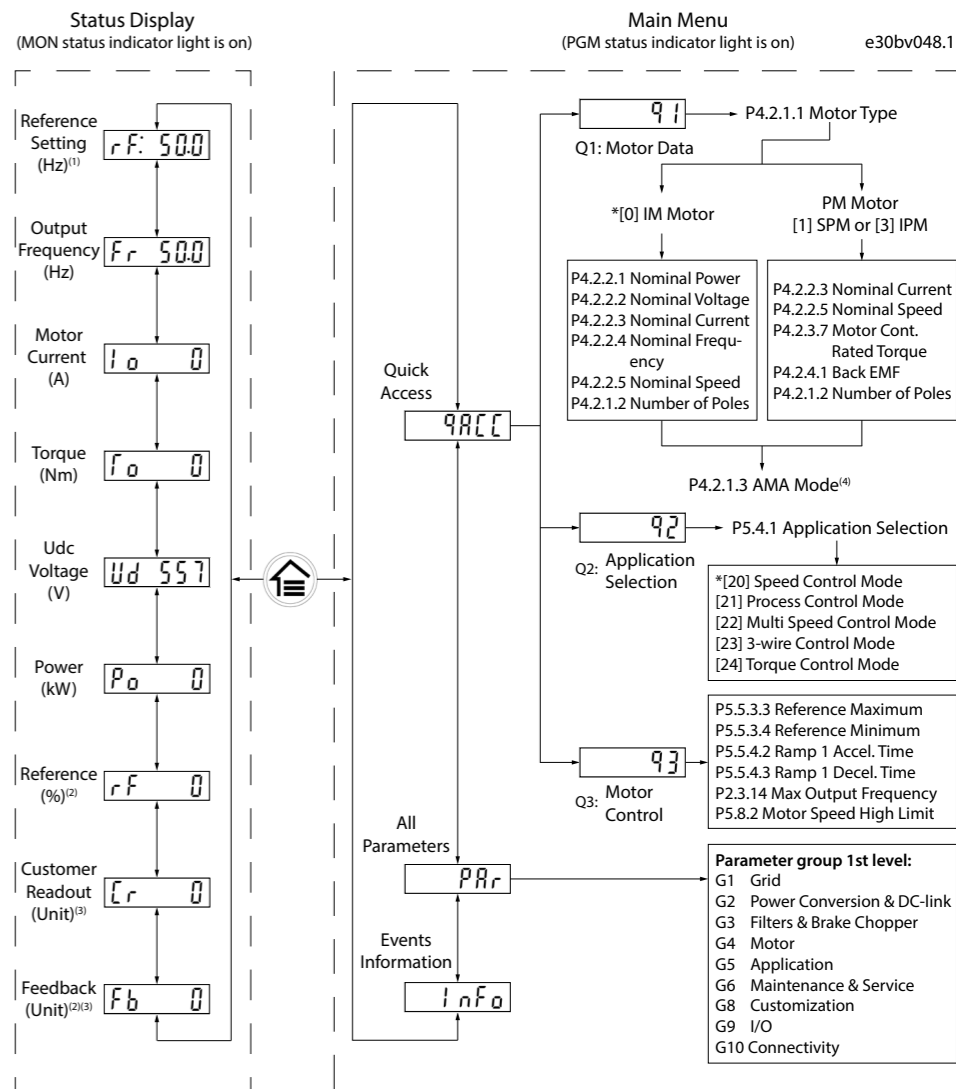 Status Display
(MON status indicator light is on)
Main Menu
(PGM status indicator light is on)
e30bv048.1
Reference
Setting
(Hz)(1)
rF: 50.0
Output
Frequency
(Hz)
Fr 50.0
Motor
Current
(A)
Io 0
Torque
(Nm)
To 0
Udc
Voltage
(V)
Ud 557
Power
(kW)
Po 0
Reference
(%)(2)
rF 0
Customer
Readout
(Unit)(3)
Cr 0
Feedback
(Unit)(2)(3)
Fb 0
Quick
Access
qACC
All
Parameters
PAr
Events
Information
InFo
q1
Q1: Motor Data
P4.2.1.1 Motor Type
*[0] IM Motor
PM Motor
[1] SPM or [3] IPM
P4.2.2.1 Nominal Power
P4.2.2.2 Nominal Voltage
P4.2.2.3 Nominal Current
P4.2.2.4 Nominal Frequ-
ency
P4.2.2.5 Nominal Speed
P4.2.1.2 Number of Poles
P4.2.2.3 Nominal Current
P4.2.2.5 Nominal Speed
P4.2.3.7 Motor Cont.
Rated Torque
P4.2.4.1 Back EMF
P4.2.1.2 Number of Poles
P4.2.1.3 AMA Mode(4)
q2
Q2: Application
Selection
P5.4.1 Application Selection
*[20] Speed Control Mode
[21] Process Control Mode
[22] Multi Speed Control Mode
[23] 3-wire Control Mode
[24] Torque Control Mode
q3
Q3: Motor
Control
P5.5.3.3 Reference Maximum
P5.5.3.4 Reference Minimum
P5.5.4.2 Ramp 1 Accel. Time
P5.5.4.3 Ramp 1 Decel. Time
P2.3.14 Max Output Frequency
P5.8.2 Motor Speed High Limit
Parameter group 1st level:
G1 Grid
G2 Power Conversion & DC-link
G3 Filters & Brake Chopper
G4 Motor
G5 Application
G6 Maintenance & Service
G8 Customization
G9 I/O
G10 Connectivity